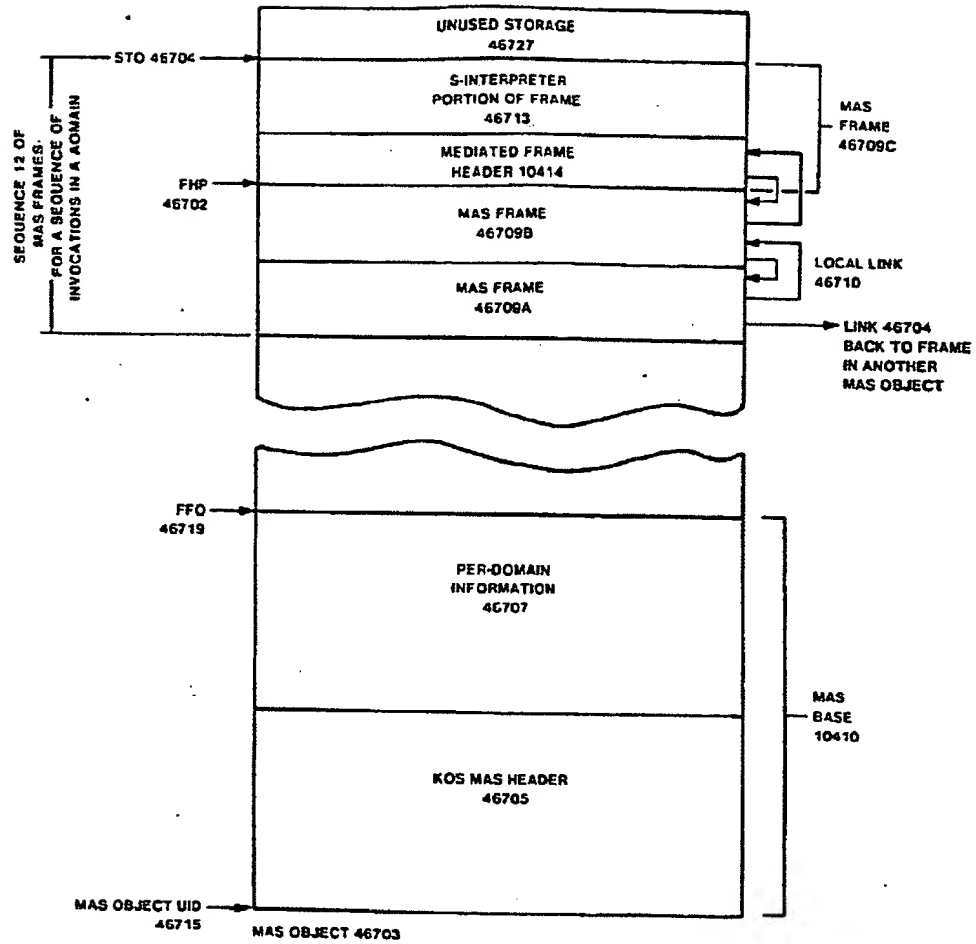 UNUSED STORAGE
46727
STO 46704
S-INTERPRETER
PORTION OF FRAME
46713
MAS
FRAME
46709C
SEQUENCE 12 OF
MAS FRAMES·
FOR A SEQUENCE OF
INVOCATIONS IN A AOMAIN
MEDIATED FRAME
HEADER 10414
FHP
46702
MAS FRAME
46709B
LOCAL LINK
46710
MAS FRAME
46709A
LINK 46704
BACK TO FRAME
IN ANOTHER
MAS OBJECT
FFO
46719
PER-DOMAIN
INFORMATION
46707
MAS
BASE
10410
KOS MAS HEADER
46705
MAS OBJECT UID
46715
MAS OBJECT 46703